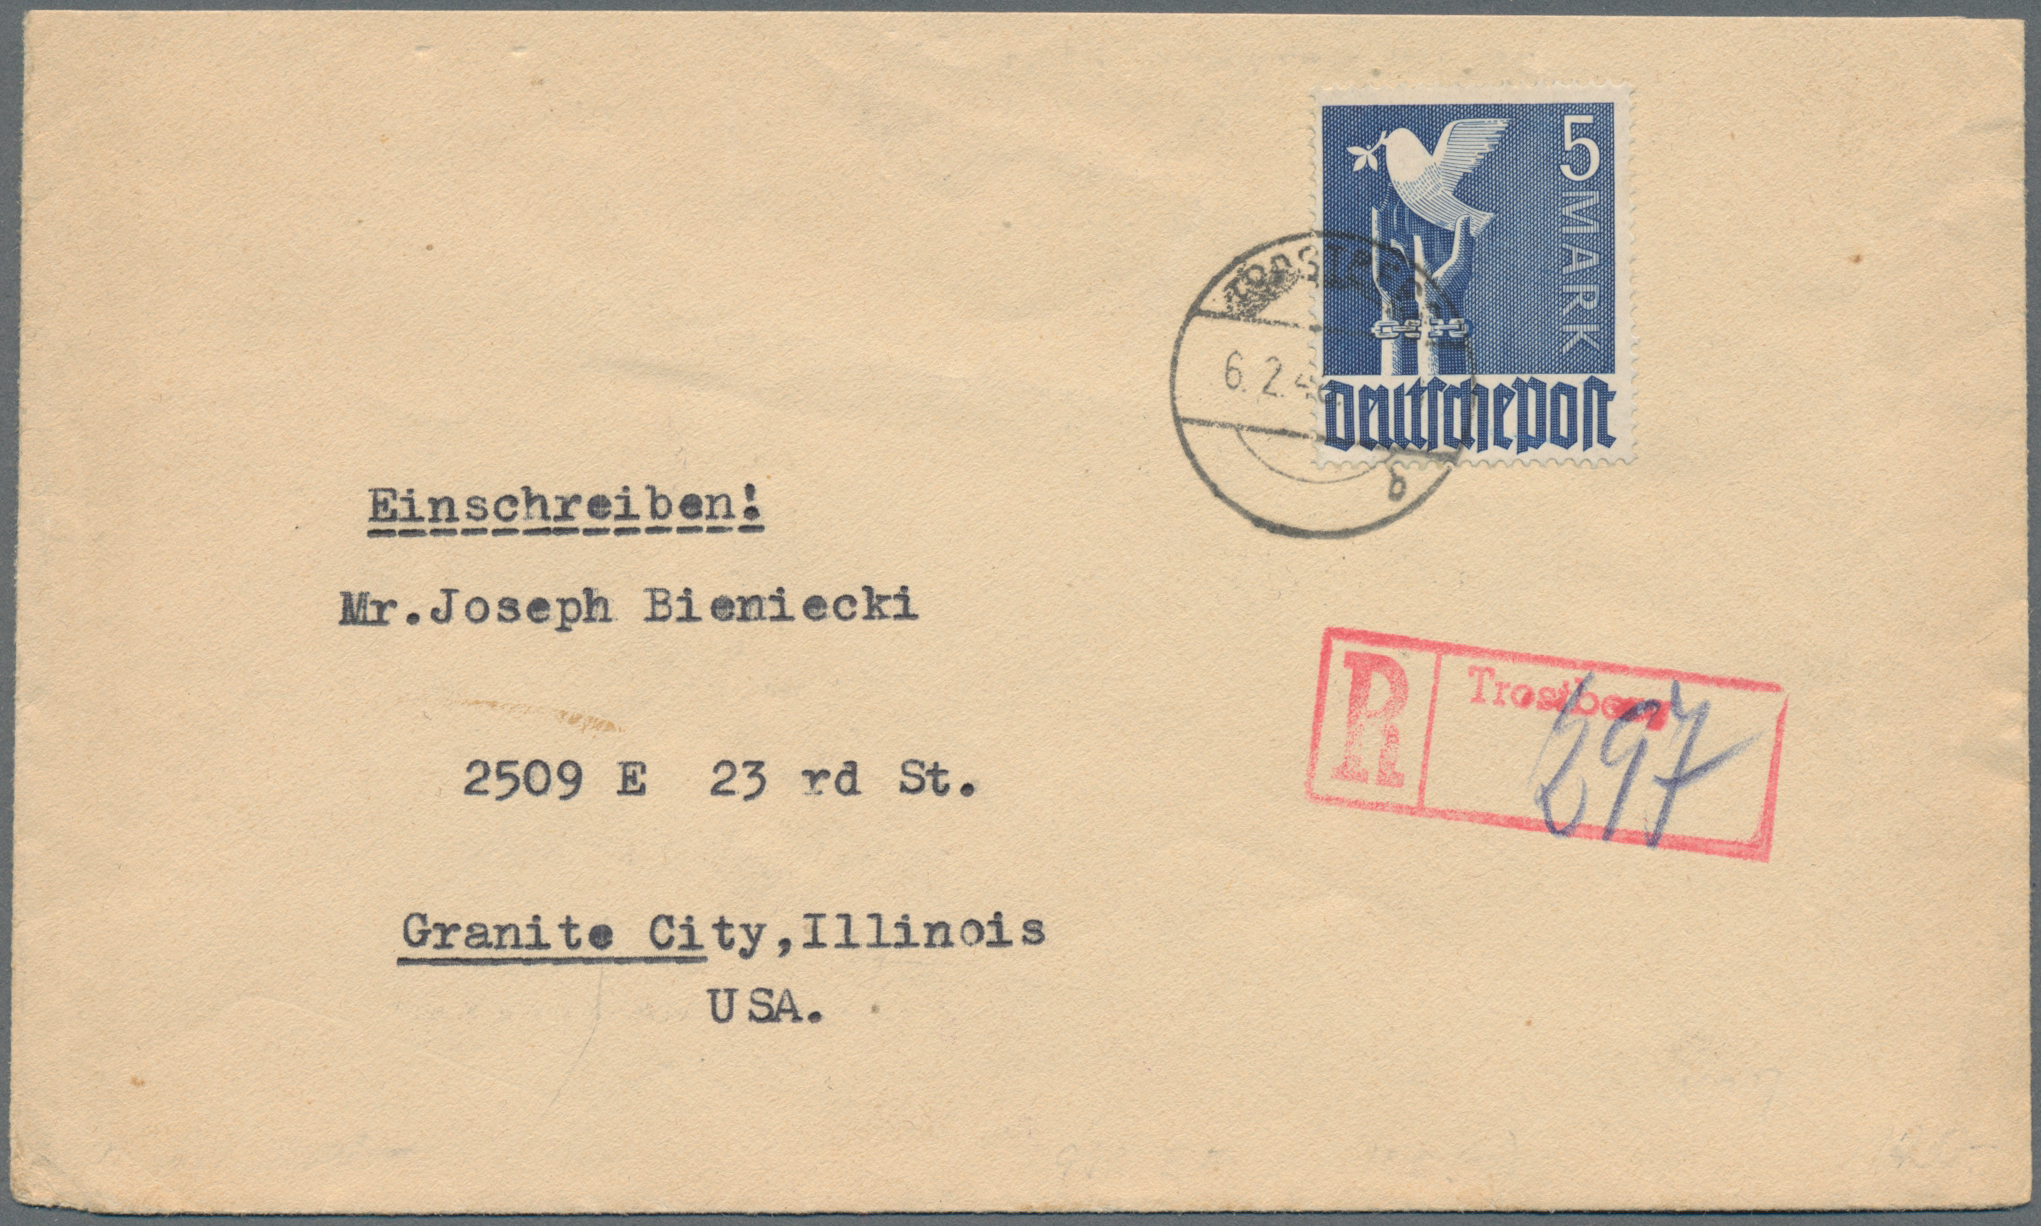 5 MARK
Deutsche Post
6. 2. 48
b
Einschreiben!
Mr.Joseph Bieniecki
R Trostberg
297
2509 E 23 rd St.
Granite City,Illinois
USA.